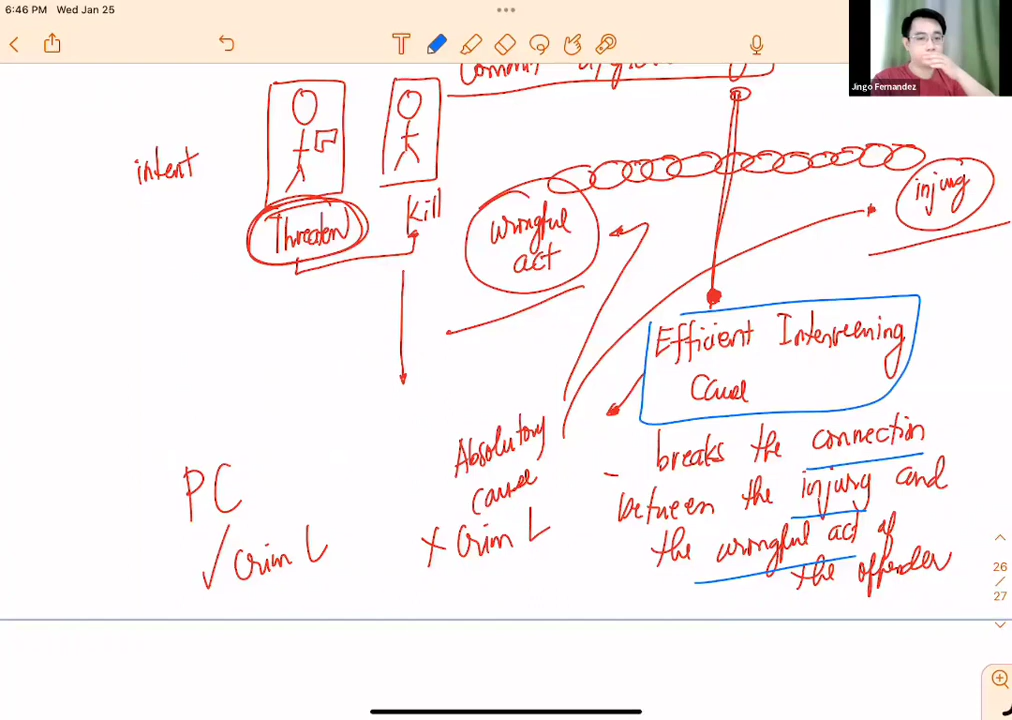 6:46 PM Wed Jan 25
Jingo Fernandez
intent
Threaten
Kill
wrongful
act
injury
Efficient Intervening
Cause
Absolutory
cause
X Crim L
PC
✓ Crim L
- breaks the connection
between the injury and
the wrongful act of
the offender
26
/
27